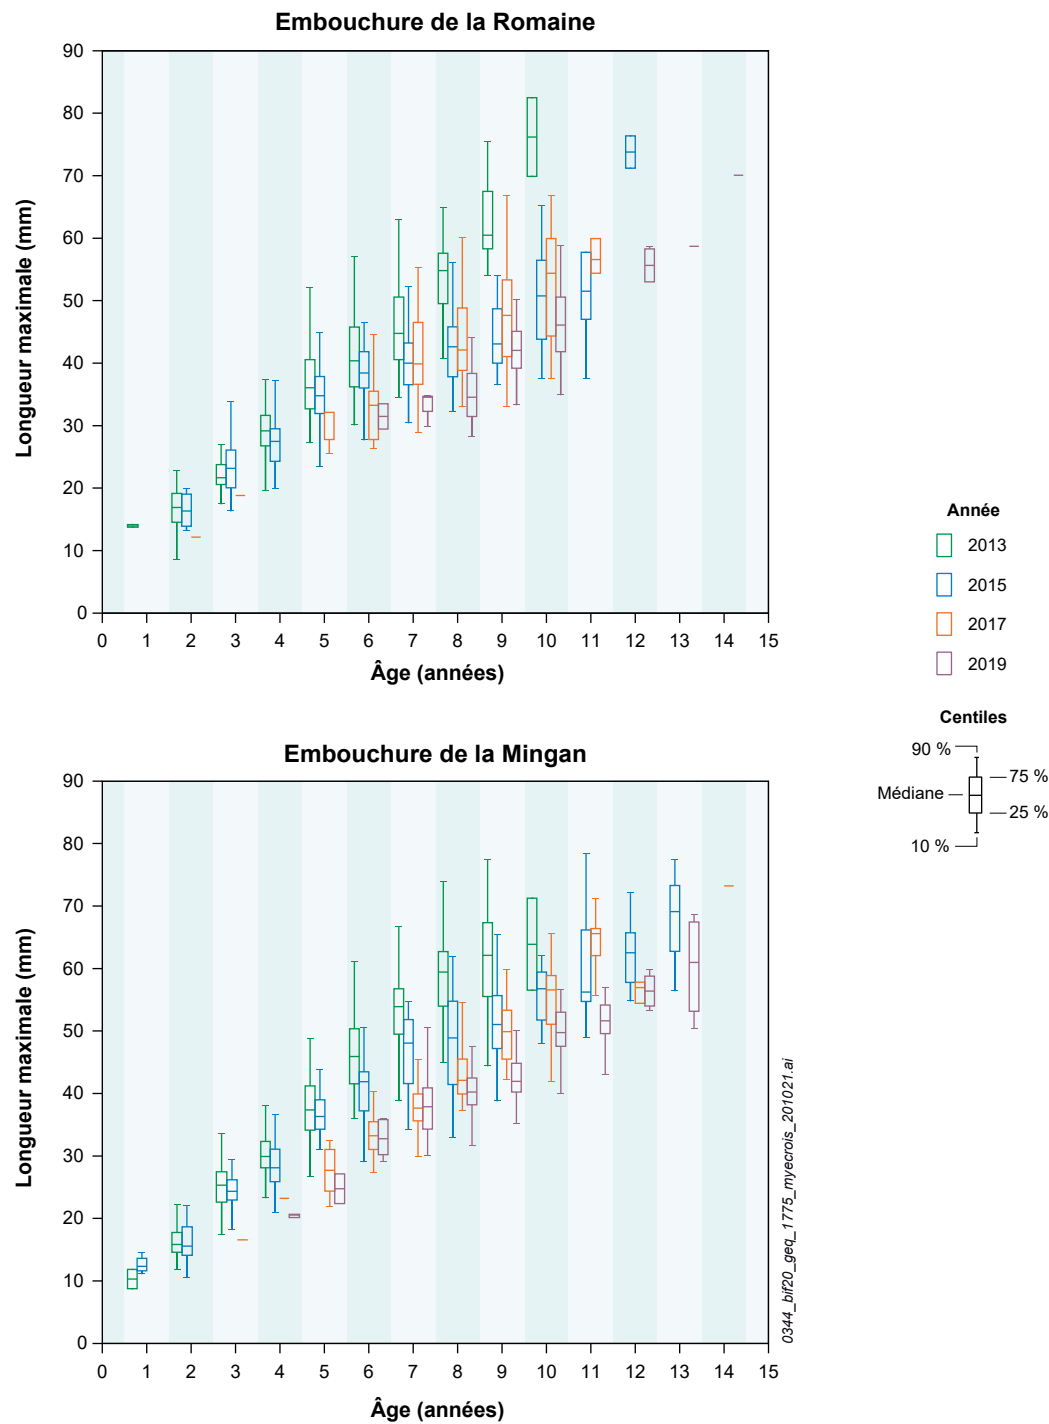 Embouchure de la Romaine
90
80
70
60
50
40
30
20
10
0
Longueur maximale (mm)
0 1 2 3 4 5 6 7 8 9 10 11 12 13 14 15
Âge (années)
Année
2013
2015
2017
2019
Centiles
90 %
75 %
Médiane
25 %
10 %
Embouchure de la Mingan
90
80
70
60
50
40
30
20
10
0
Longueur maximale (mm)
0 1 2 3 4 5 6 7 8 9 10 11 12 13 14 15
Âge (années)
0344_bif20_geq_1775_myecrois_201021.ai